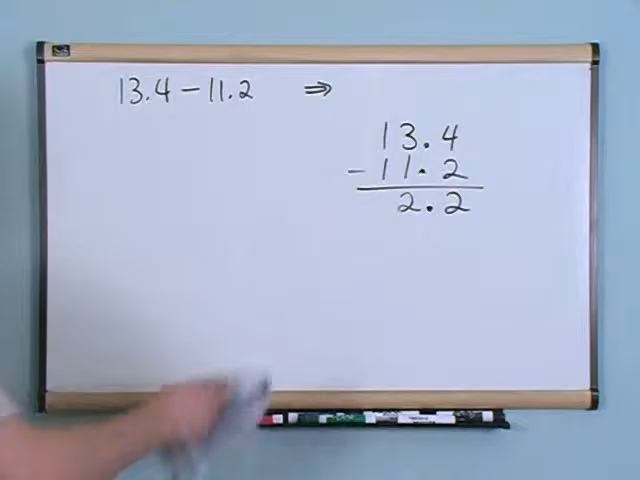 13.4 - 11.2 ⇒
13.4
- 11.2
2.2